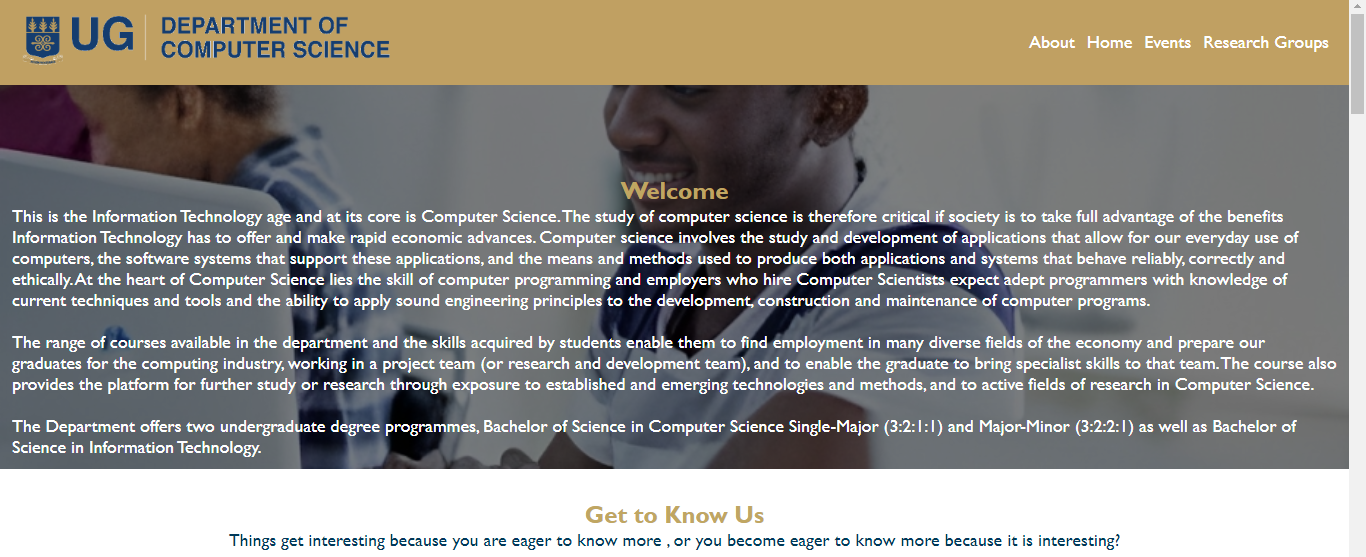 UG
DEPARTMENT OF
COMPUTER SCIENCE
About Home Events Research Groups
Welcome
This is the Information Technology age and at its core is Computer Science. The study of computer science is therefore critical if society is to take full advantage of the benefits
Information Technology has to offer and make rapid economic advances. Computer science involves the study and development of applications that allow for our everyday use of
computers, the software systems that support these applications, and the means and methods used to produce both applications and systems that behave reliably, correctly and
ethically. At the heart of Computer Science lies the skill of computer programming and employers who hire Computer Scientists expect adept programmers with knowledge of
current techniques and tools and the ability to apply sound engineering principles to the development, construction and maintenance of computer programs.
The range of courses available in the department and the skills acquired by students enable them to find employment in many diverse fields of the economy and prepare our
graduates for the computing industry, working in a project team (or research and development team), and to enable the graduate to bring specialist skills to that team. The course also
provides the platform for further study or research through exposure to established and emerging technologies and methods, and to active fields of research in Computer Science.
The Department offers two undergraduate degree programmes, Bachelor of Science in Computer Science Single-Major (3:2:1:1) and Major-Minor (3:2:2:1) as well as Bachelor of
Science in Information Technology.
Get to Know Us
Things get interesting because you are eager to know more , or you become eager to know more because it is interesting?